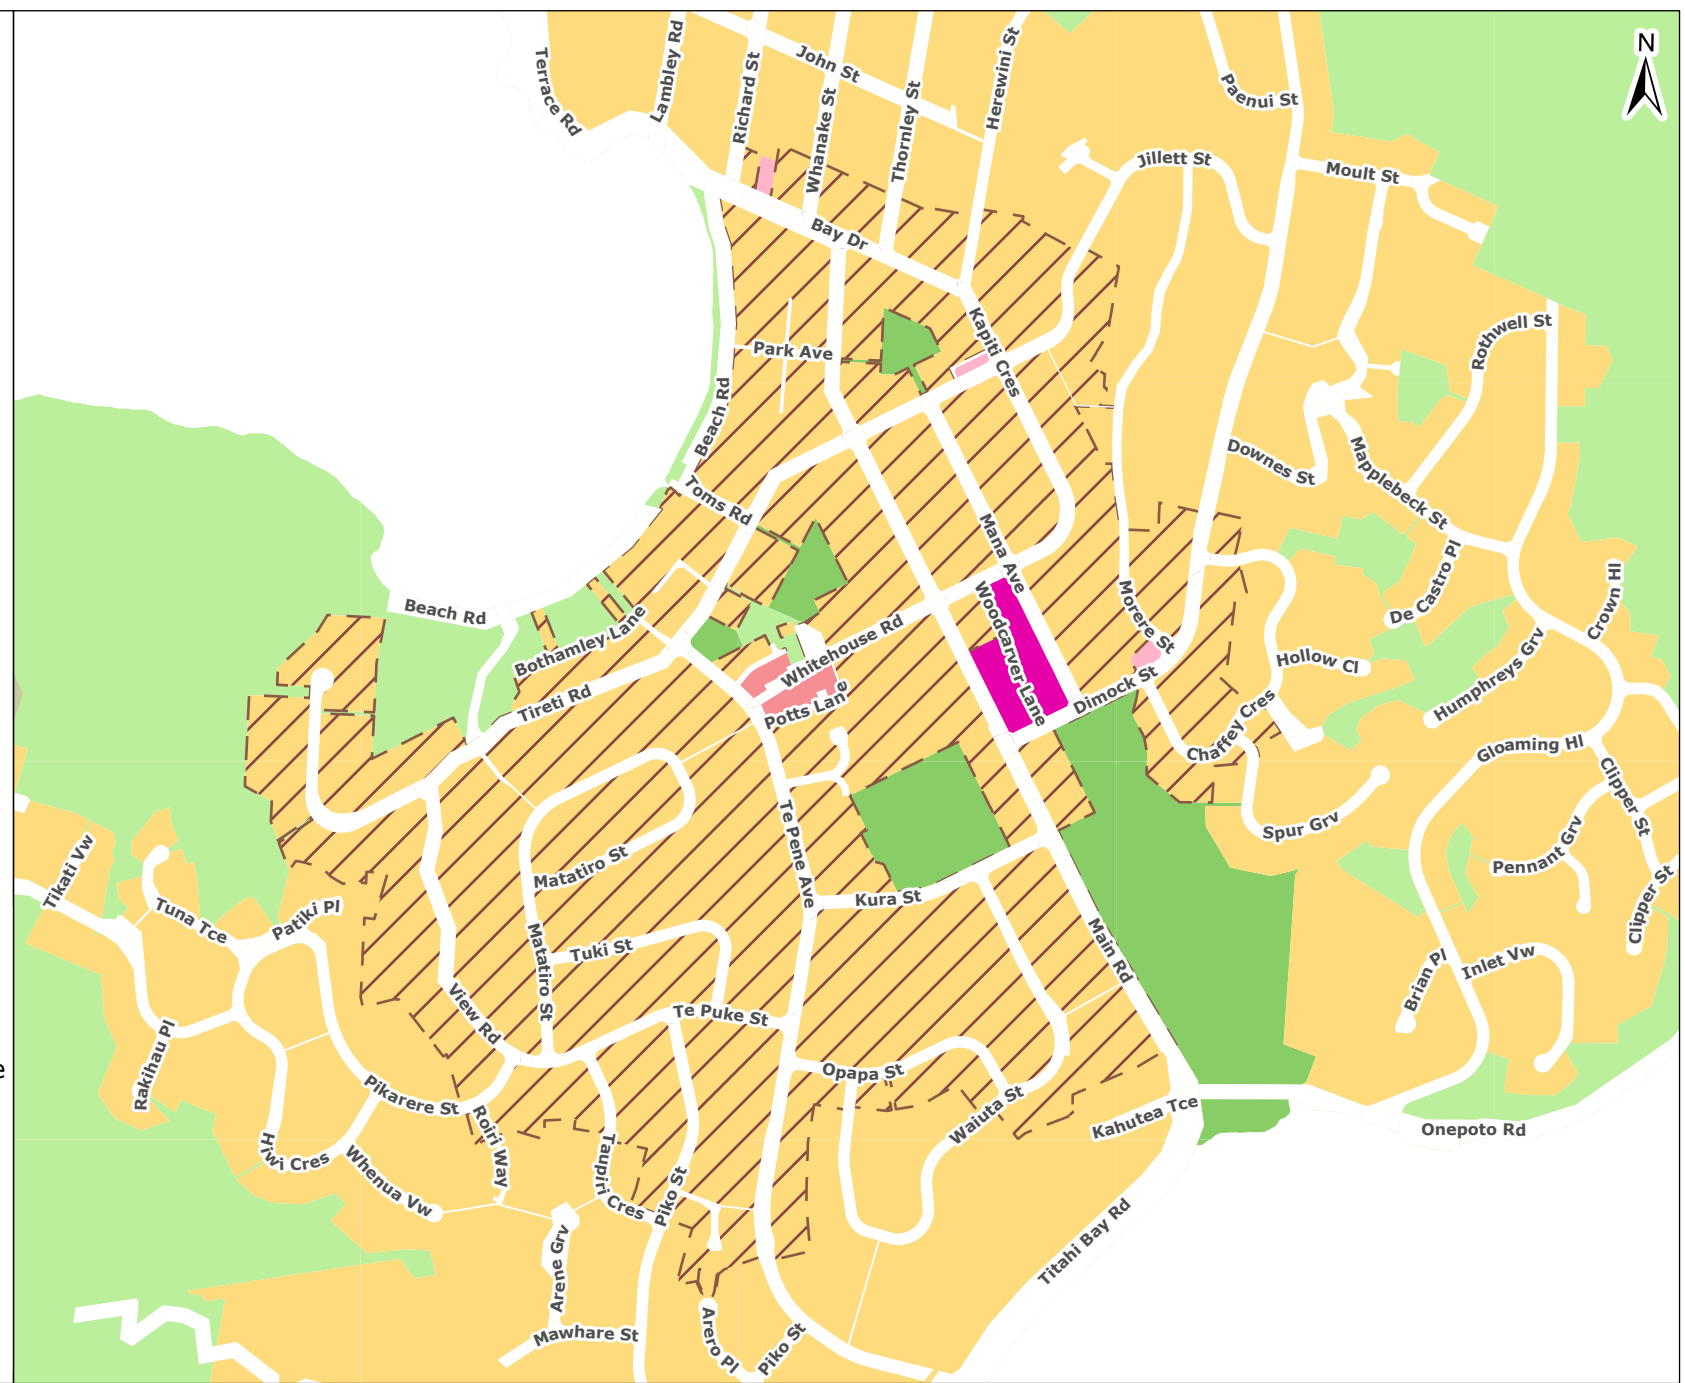 N
Terrace Rd
Lambley Rd
Richard St
John St
Whanake St
Thornley St
Herewini St
Paenui St
Jillett St
Moult St
Bay Dr
Park Ave
Kapiti Cres
Rothwell St
Beach Rd
Toms Rd
Downes St
Mapplebeck St
Mana Ave
De Castro Pl
Crown Hl
Beach Rd
Bothamley Lane
Whitehouse Rd
Woodcarver Lane
Morere St
Hollow Cl
Humphreys Grv
Tireti Rd
Potts Lane
Dimock St
Chaffey Cres
Gloaming Hl
Clipper St
Te Pene Ave
Spur Grv
Pennant Grv
Tikati Vw
Matatiro St
Kura St
Tuna Tce
Patiki Pl
Clipper St
Matatiro St
Tuki St
Main Rd
Inlet Vw
Brian Pl
View Rd
Te Puke St
Rakihau Pl
Opapa St
Pikarere St
Roiri Way
Waiuta St
Kahutea Tce
Onepoto Rd
Hiwi Cres
Whenua Vw
Taupiri Cres
Piko St
Titahi Bay Rd
Areue Grv
Mawhare St
Arero Pl
Piko St